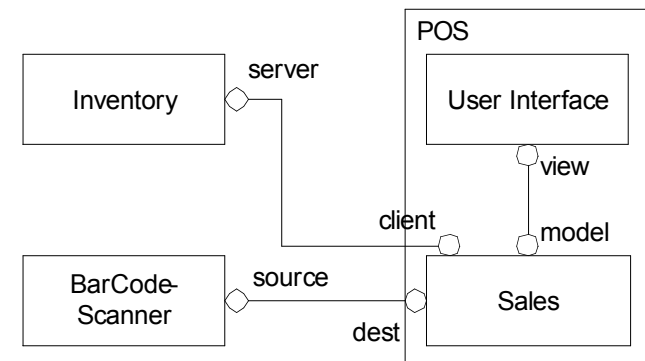 POS
server
Inventory
User Interface
view
client
model
BarCode-
Scanner
source
Sales
dest